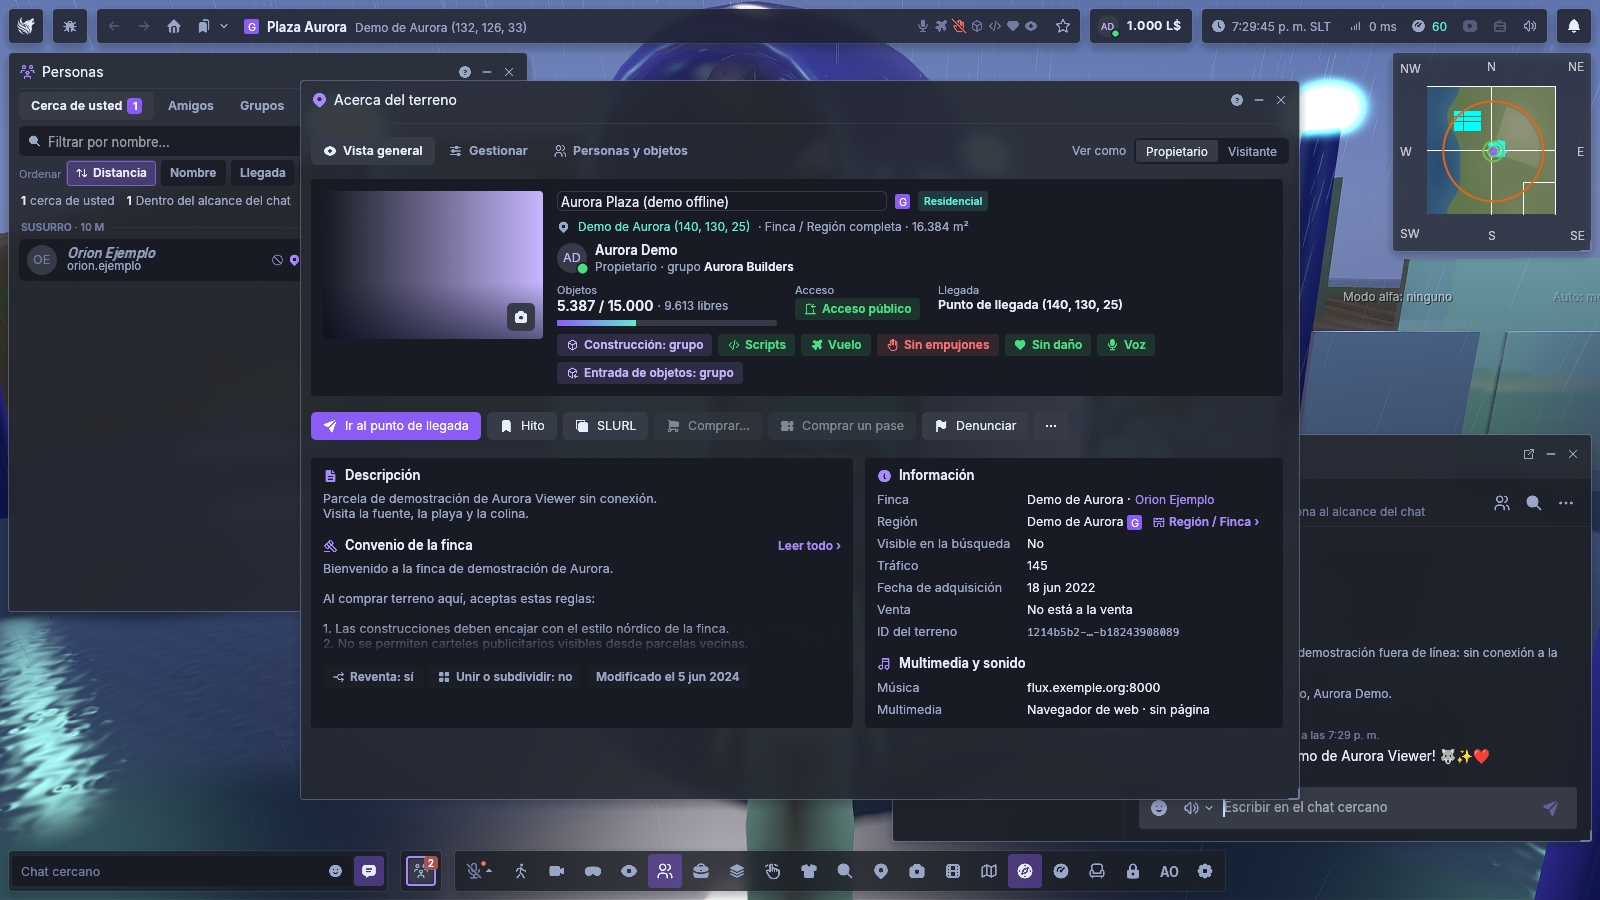 G Plaza Aurora Demo de Aurora (132, 126, 33)
AD 1.000 L$
7:29:45 p. m. SLT 0 ms 60
Personas
Cerca de usted 1 Amigos Grupos
Filtrar por nombre...
Ordenar Distancia Nombre Llegada
1 cerca de usted 1 Dentro del alcance del chat
SUSURRO · 10 M
OE Orion Ejemplo
orion.ejemplo
Acerca del terreno
Vista general Gestionar Personas y objetos
Ver como Propietario Visitante
Aurora Plaza (demo offline) G Residencial
Demo de Aurora (140, 130, 25) · Finca / Región completa · 16.384 m²
AD Aurora Demo
Propietario · grupo Aurora Builders
Objetos Acceso Llegada
5.387 / 15.000 · 9.613 libres Acceso público Punto de llegada (140, 130, 25)
Construcción: grupo Scripts Vuelo Sin empujones Sin daño Voz
Entrada de objetos: grupo
Ir al punto de llegada Hito SLURL Comprar... Comprar un pase Denunciar ...
Descripción
Parcela de demostración de Aurora Viewer sin conexión.
Visita la fuente, la playa y la colina.
Convenio de la finca Leer todo ›
Bienvenido a la finca de demostración de Aurora.
Al comprar terreno aquí, aceptas estas reglas:
1. Las construcciones deben encajar con el estilo nórdico de la finca.
2. No se permiten carteles publicitarios visibles desde parcelas vecinas.
Reventa: sí Unir o subdividir: no Modificado el 5 jun 2024
Información
Finca Demo de Aurora · Orion Ejemplo
Región Demo de Aurora G Región / Finca ›
Visible en la búsqueda No
Tráfico 145
Fecha de adquisición 18 jun 2022
Venta No está a la venta
ID del terreno 1214b5b2-…-b18243908089
Multimedia y sonido
Música flux.exemple.org:8000
Multimedia Navegador de web · sin página
NW N NE
W E
SW S SE
Modo alfa: ninguno Auto: m
na al alcance del chat
demostración fuera de línea: sin conexión a la
o, Aurora Demo.
a las 7:29 p. m.
mo de Aurora Viewer! 🐺✨❤️
Escribir en el chat cercano
Chat cercano
2
AO